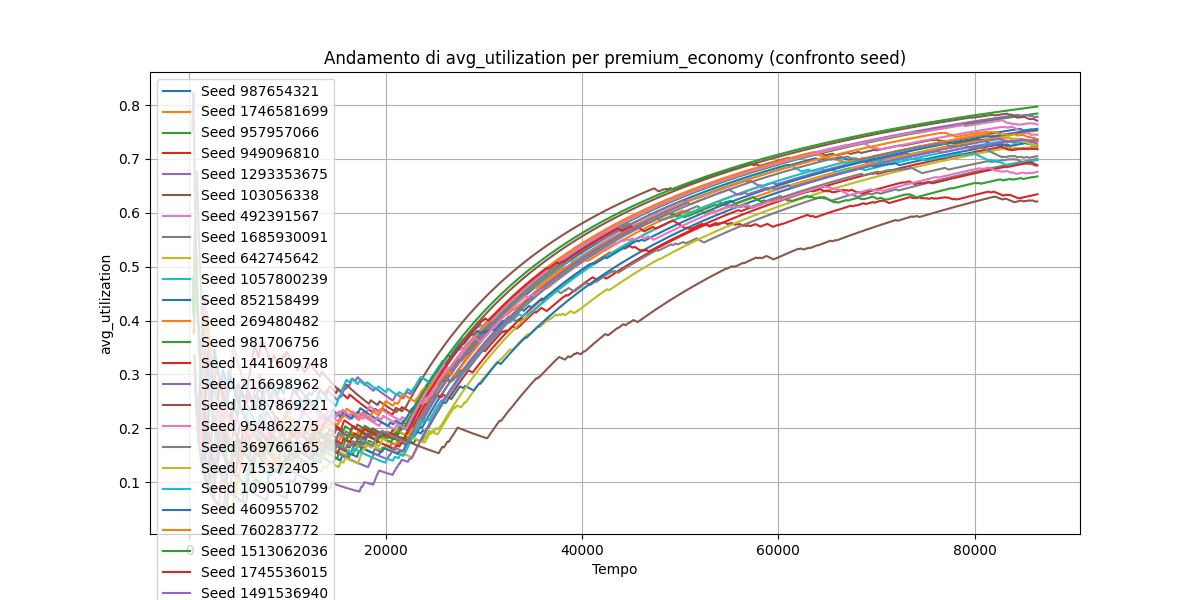 Andamento di avg_utilization per premium_economy (confronto seed)
avg_utilization
0.8
0.7
0.6
0.5
0.4
0.3
0.2
0.1
Seed 987654321
Seed 1746581699
Seed 957957066
Seed 949096810
Seed 1293353675
Seed 103056338
Seed 492391567
Seed 1685930091
Seed 642745642
Seed 1057800239
Seed 852158499
Seed 269480482
Seed 981706756
Seed 1441609748
Seed 216698962
Seed 1187869221
Seed 954862275
Seed 369766165
Seed 715372405
Seed 1090510799
Seed 460955702
Seed 760283772
Seed 1513062036
Seed 1745536015
Seed 1491536940
0 20000 40000 60000 80000
Tempo